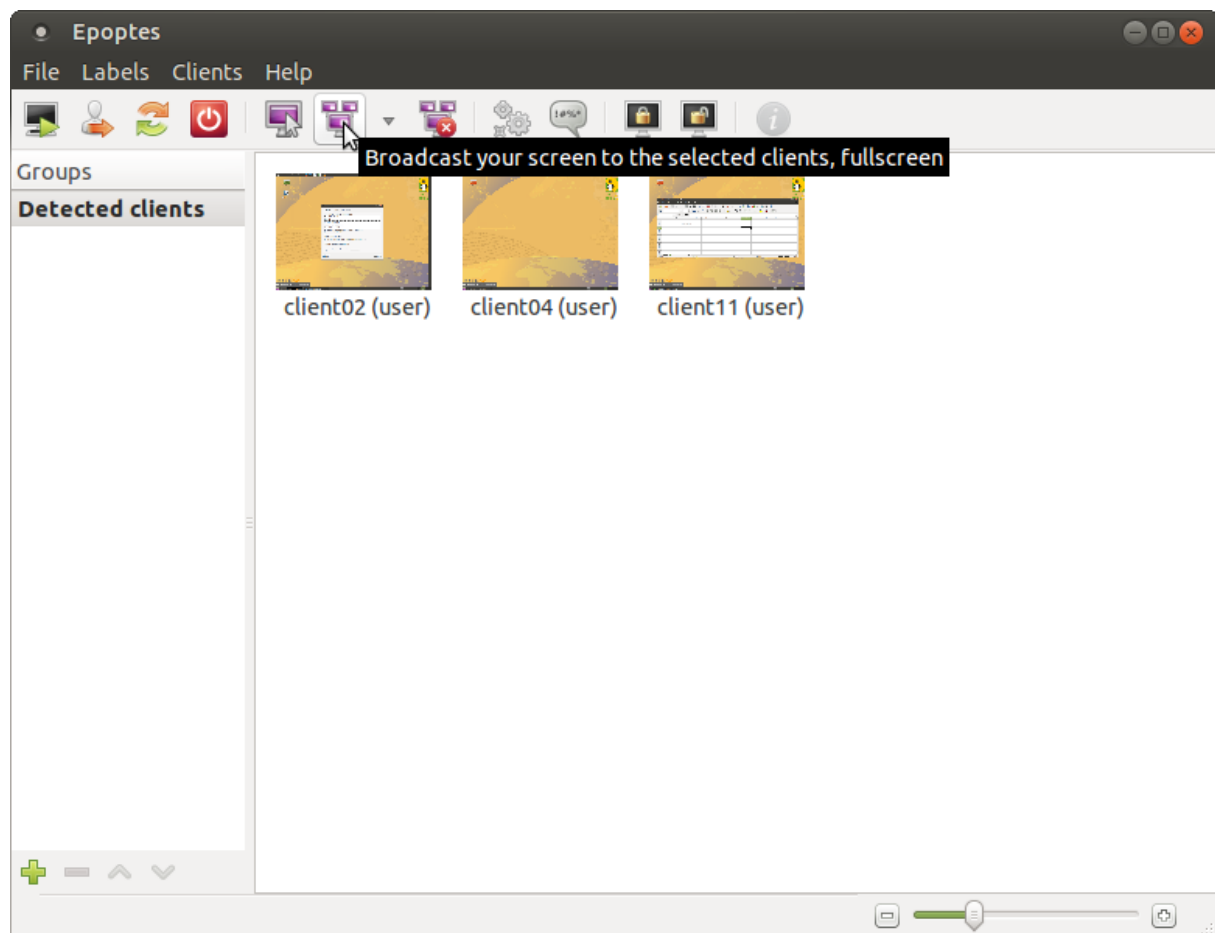 Epoptes
File Labels Clients Help
!@%*
i
Broadcast your screen to the selected clients, fullscreen
Groups
Detected clients
client02 (user) client04 (user) client11 (user)